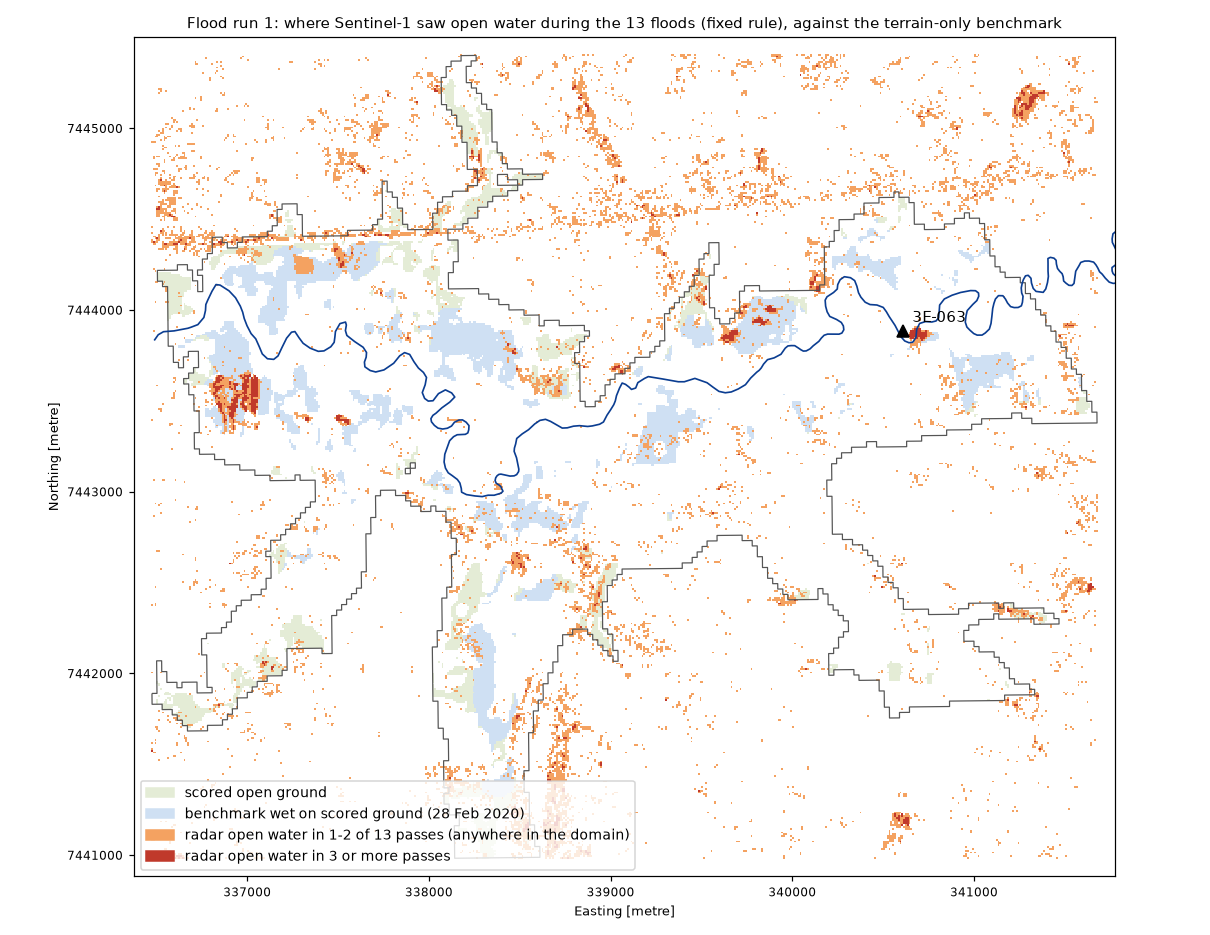 Flood run 1: where Sentinel-1 saw open water during the 13 floods (fixed rule), against the terrain-only benchmark
7445000
7444000
7443000
7442000
7441000
Northing [metre]
3E-063
scored open ground
benchmark wet on scored ground (28 Feb 2020)
radar open water in 1-2 of 13 passes (anywhere in the domain)
radar open water in 3 or more passes
337000
338000
339000
340000
341000
Easting [metre]